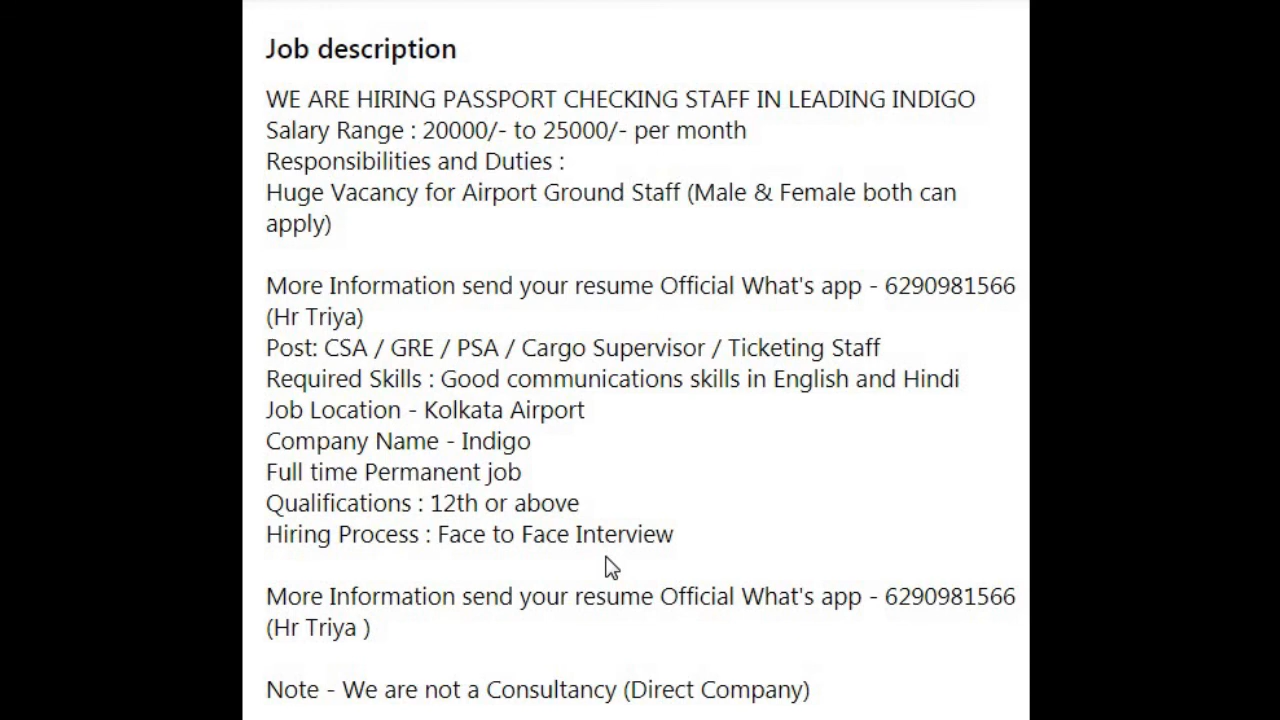 Job description
WE ARE HIRING PASSPORT CHECKING STAFF IN LEADING INDIGO
Salary Range : 20000/- to 25000/- per month
Responsibilities and Duties :
Huge Vacancy for Airport Ground Staff (Male & Female both can
apply)
More Information send your resume Official What's app - 6290981566
(Hr Triya)
Post: CSA / GRE / PSA / Cargo Supervisor / Ticketing Staff
Required Skills : Good communications skills in English and Hindi
Job Location - Kolkata Airport
Company Name - Indigo
Full time Permanent job
Qualifications : 12th or above
Hiring Process : Face to Face Interview
More Information send your resume Official What's app - 6290981566
(Hr Triya )
Note - We are not a Consultancy (Direct Company)